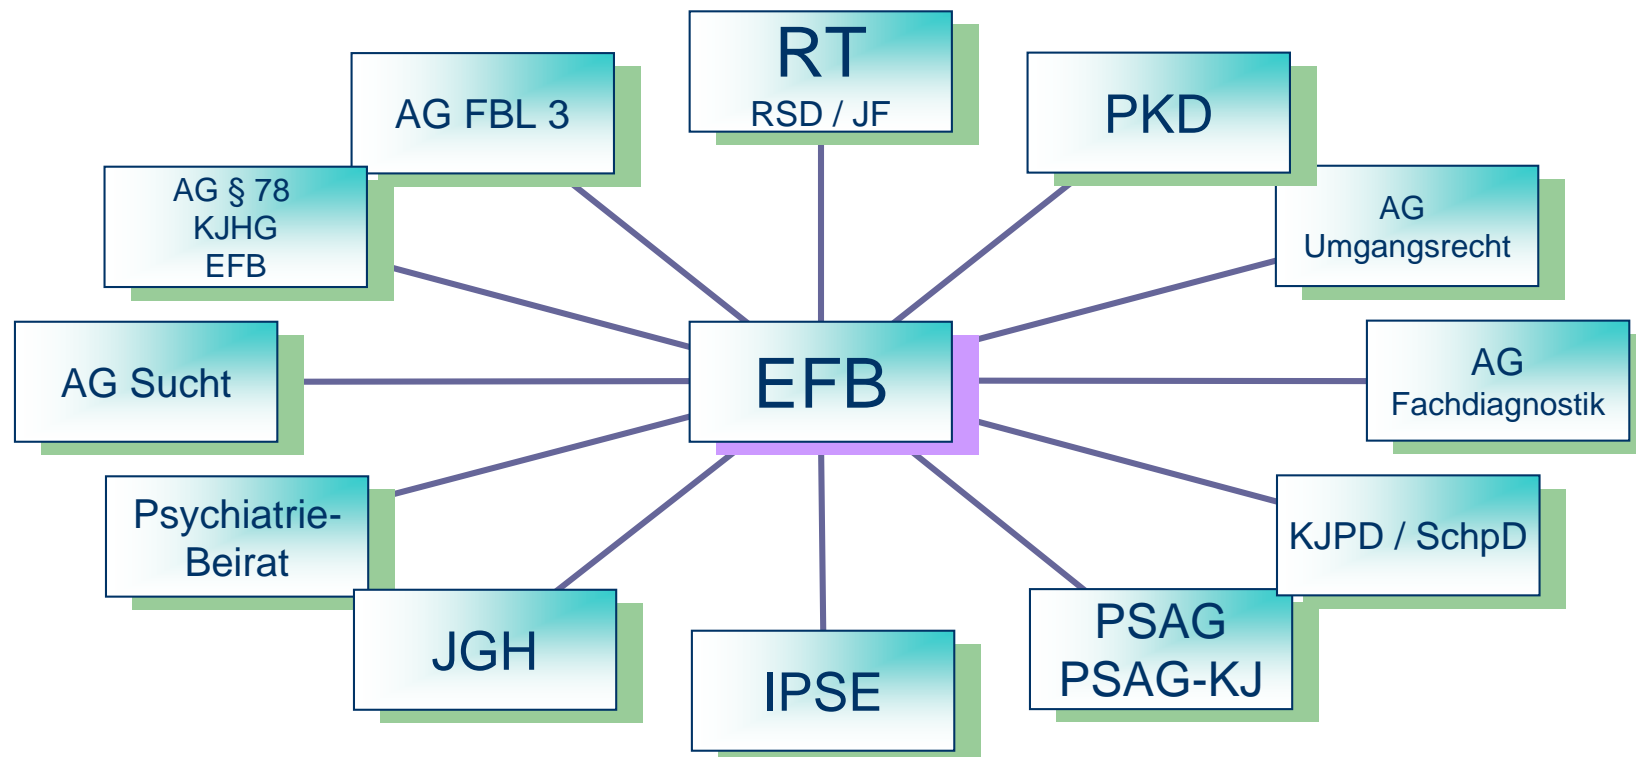 RT
RSD / JF
AG FBL 3
PKD
AG § 78
KJHG
EFB
AG
Umgangsrecht
AG Sucht
EFB
AG
Fachdiagnostik
Psychiatrie-
Beirat
KJPD / SchpD
JGH
IPSE
PSAG
PSAG-KJ